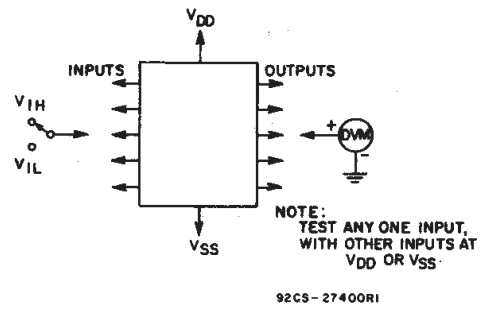 VDD
INPUTS
OUTPUTS
VIH
VIL
+
DVM
-
VSS
NOTE:
TEST ANY ONE INPUT,
WITH OTHER INPUTS AT
VDD OR VSS.
92CS-27400R1